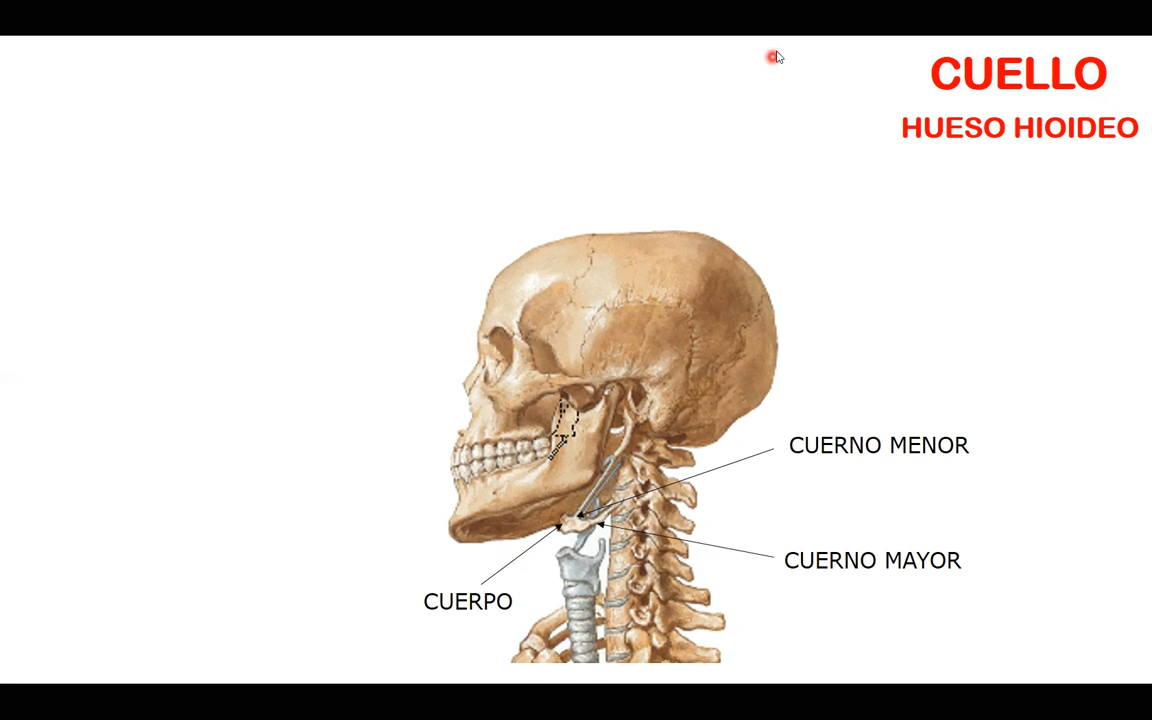 CUELLO
HUESO HIOIDEO
CUERNO MENOR
CUERNO MAYOR
CUERPO